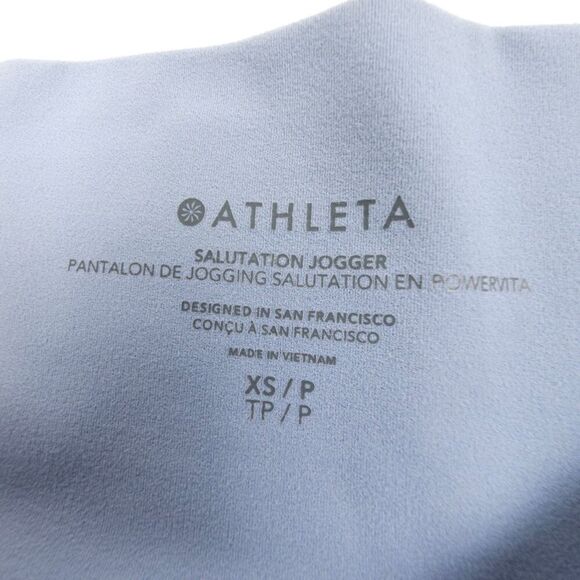 ATHLETA
SALUTATION JOGGER
PANTALON DE JOGGING SALUTATION EN POWERVITA
DESIGNED IN SAN FRANCISCO
CONÇU À SAN FRANCISCO
MADE IN VIETNAM
XS / P
TP / P